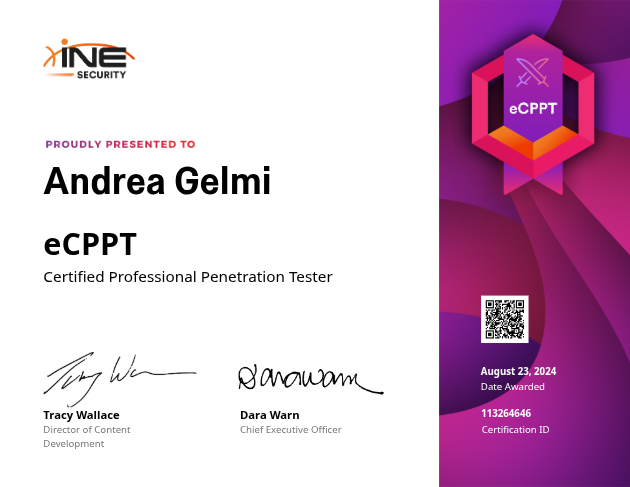 INE
SECURITY
PROUDLY PRESENTED TO
Andrea Gelmi
eCPPT
Certified Professional Penetration Tester
Tracy Wallace
Director of Content
Development
Dara Warn
Chief Executive Officer
eCPPT
August 23, 2024
Date Awarded
113264646
Certification ID